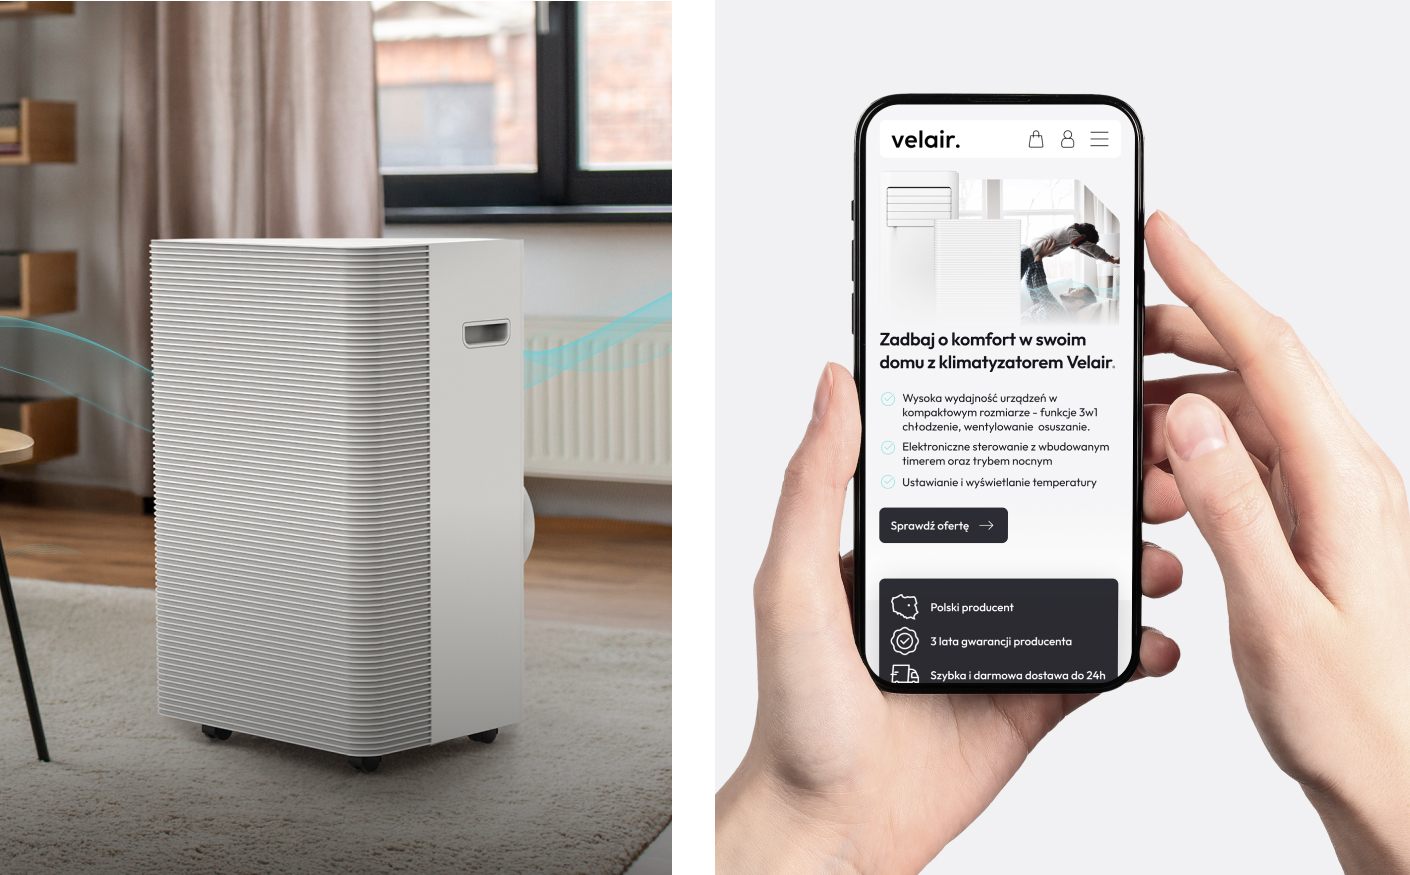 velair.
Zadbaj o komfort w swoim
domu z klimatyzatorem Velair.
Wysoka wydajność urządzeń w
kompaktowym rozmiarze - funkcje 3w1
chłodzenie, wentylowanie osuszanie.
Elektroniczne sterowanie z wbudowanym
timerem oraz trybem nocnym
Ustawianie i wyświetlanie temperatury
Sprawdź ofertę
Polski producent
3 lata gwarancji producenta
Szybka i darmowa dostawa do 24h